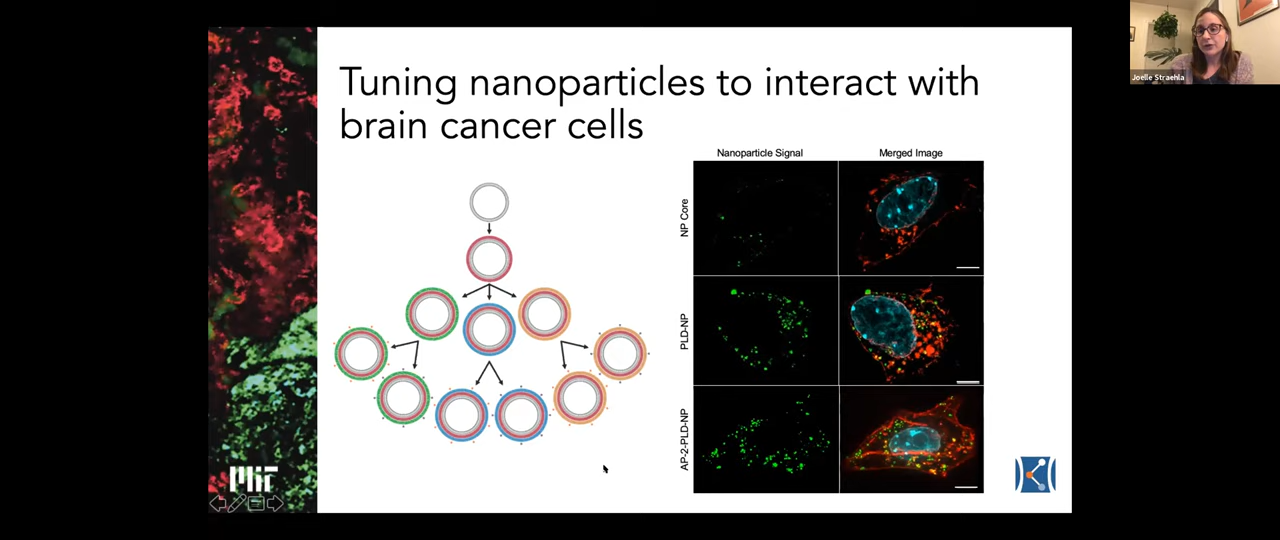 Tuning nanoparticles to interact with
brain cancer cells
Nanoparticle Signal
Merged Image
NP Core
PLD-NP
AP-2-PLD-NP
MIT
Joelle Straehla